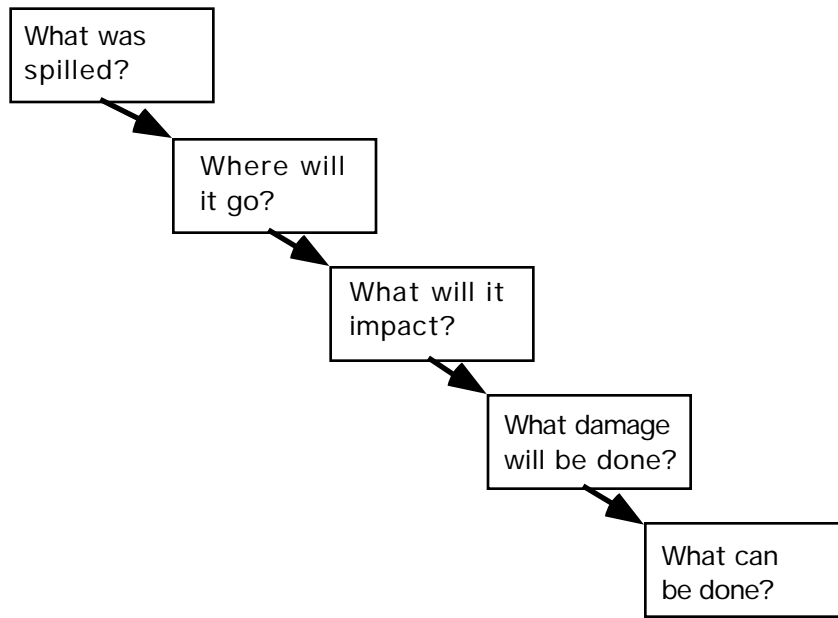 What was
spilled?
Where will
it go?
What will it
impact?
What damage
will be done?
What can
be done?